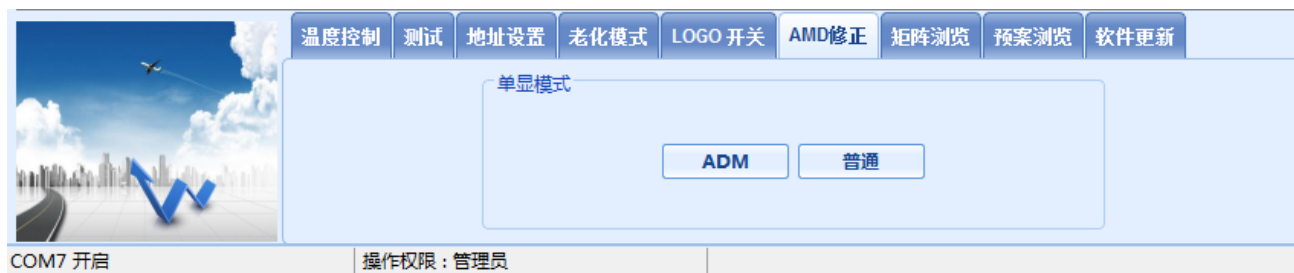 温度控制 测试 地址设置 老化模式 LOGO 开关 AMD修正 矩阵浏览 预案浏览 软件更新
单显模式
ADM 普通
COM7 开启 操作权限：管理员